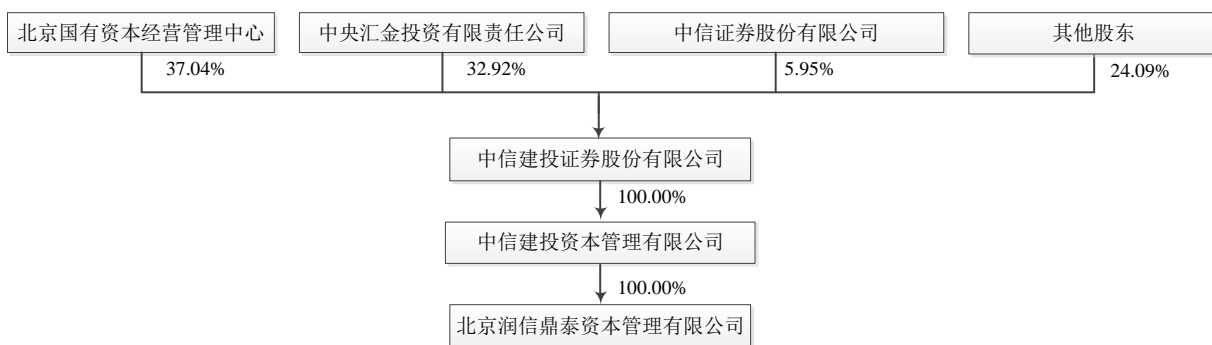 北京国有资本经营管理中心
中央汇金投资有限责任公司
中信证券股份有限公司
其他股东
37.04%
32.92%
5.95%
24.09%
中信建投证券股份有限公司
100.00%
中信建投资本管理有限公司
100.00%
北京润信鼎泰资本管理有限公司